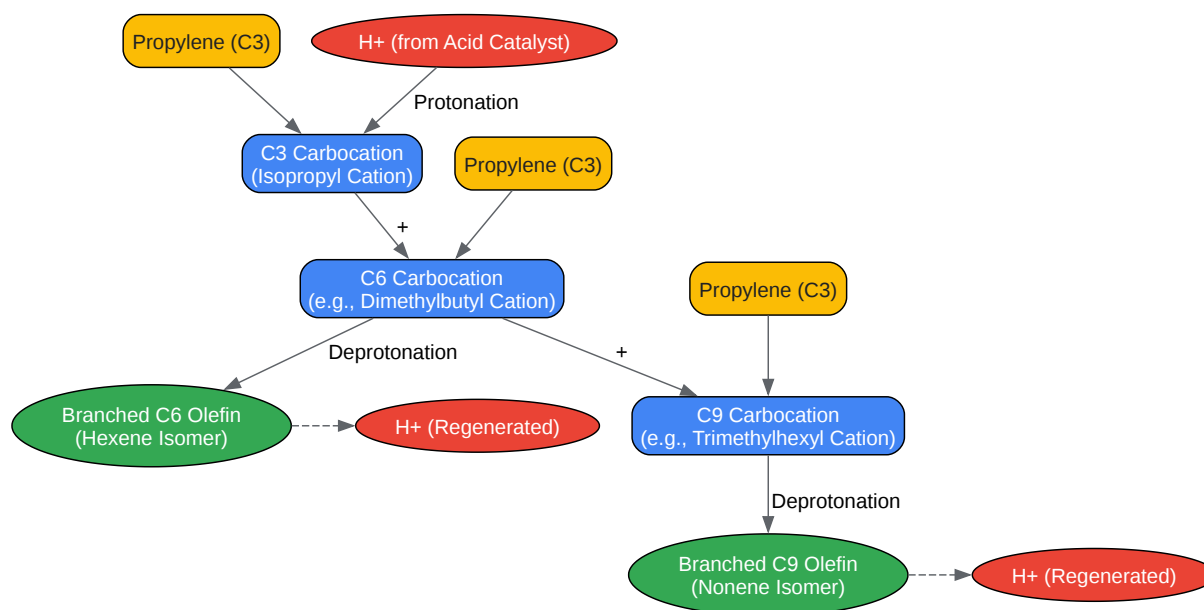 Propylene (C3)
H+ (from Acid Catalyst)
Protonation
C3 Carbocation
(Isopropyl Cation)
Propylene (C3)
+
C6 Carbocation
(e.g., Dimethylbutyl Cation)
Propylene (C3)
Deprotonation
+
Branched C6 Olefin
(Hexene Isomer)
H+ (Regenerated)
C9 Carbocation
(e.g., Trimethylhexyl Cation)
Deprotonation
Branched C9 Olefin
(Nonene Isomer)
H+ (Regenerated)